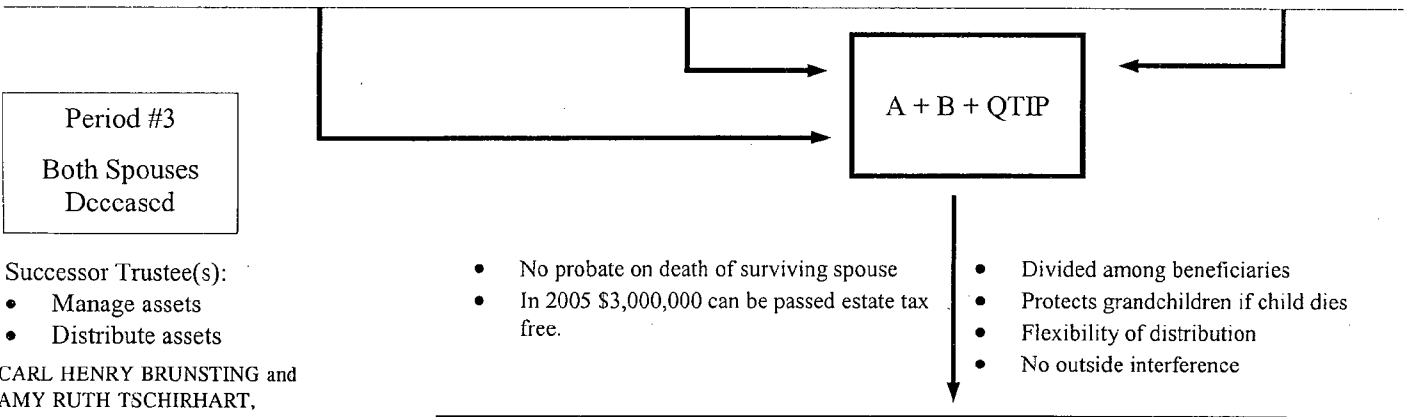 A + B + QTIP
Period #3
Both Spouses
Deceased
Successor Trustee(s):
• Manage assets
• Distribute assets
CARL HENRY BRUNSTING and
AMY RUTH TSCHIRHART,
• No probate on death of surviving spouse
• In 2005 $3,000,000 can be passed estate tax
free.
• Divided among beneficiaries
• Protects grandchildren if child dies
• Flexibility of distribution
• No outside interference